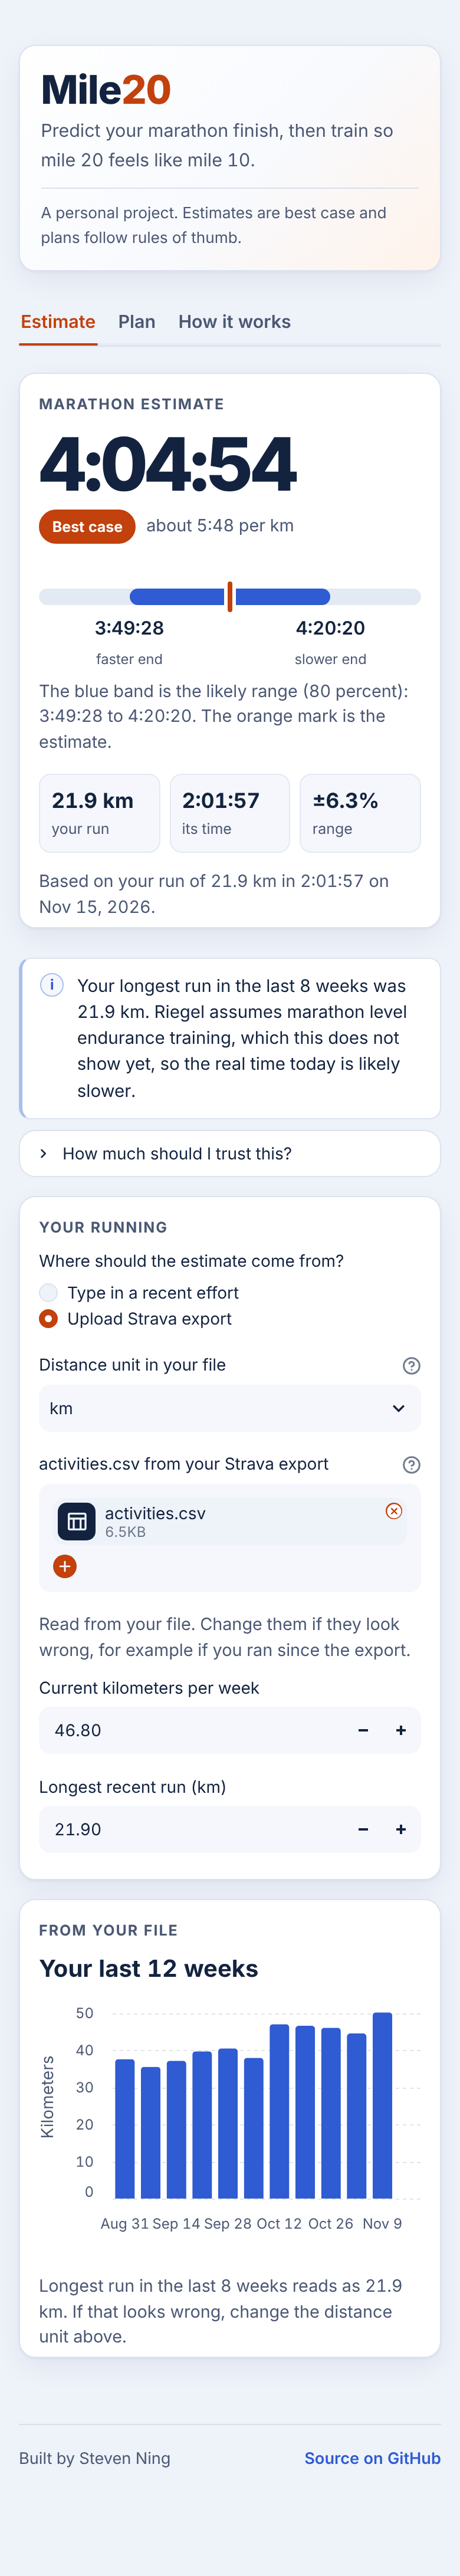 Mile20
Predict your marathon finish, then train so
mile 20 feels like mile 10.
A personal project. Estimates are best case and
plans follow rules of thumb.
Estimate Plan How it works
MARATHON ESTIMATE
4:04:54
Best case about 5:48 per km
3:49:28 4:20:20
faster end slower end
The blue band is the likely range (80 percent):
3:49:28 to 4:20:20. The orange mark is the
estimate.
21.9 km 2:01:57 ±6.3%
your run its time range
Based on your run of 21.9 km in 2:01:57 on
Nov 15, 2026.
i Your longest run in the last 8 weeks was
21.9 km. Riegel assumes marathon level
endurance training, which this does not
show yet, so the real time today is likely
slower.
How much should I trust this?
YOUR RUNNING
Where should the estimate come from?
Type in a recent effort
Upload Strava export
Distance unit in your file ?
km
activities.csv from your Strava export ?
activities.csv
6.5KB
Read from your file. Change them if they look
wrong, for example if you ran since the export.
Current kilometers per week
46.80 − +
Longest recent run (km)
21.90 − +
FROM YOUR FILE
Your last 12 weeks
Kilometers
50
40
30
20
10
0
Aug 31 Sep 14 Sep 28 Oct 12 Oct 26 Nov 9
Longest run in the last 8 weeks reads as 21.9
km. If that looks wrong, change the distance
unit above.
Built by Steven Ning Source on GitHub